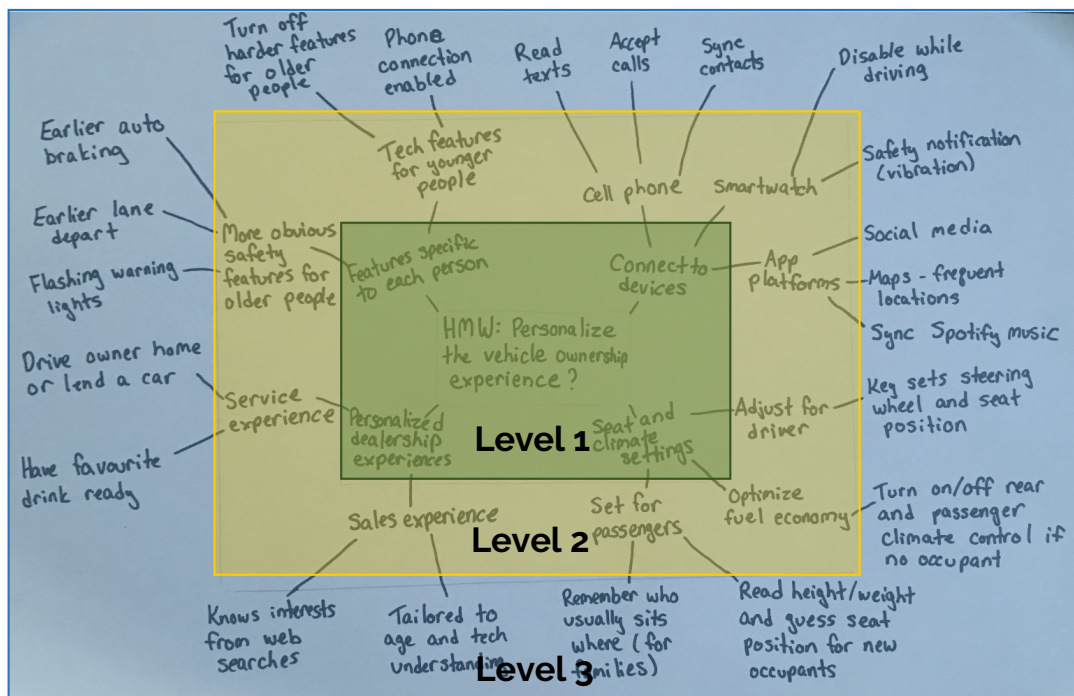 Turn off
harder features
for older
people
Phone
connection
enabled
Read
texts
Accept
calls
Sync
contacts
Disable while
driving
Earlier auto
braking
Tech features
for younger
people
Cell phone
Smartwatch
Safety notification
(vibration)
Earlier lane
depart
More obvious
safety
features for
older people
Features specific
to each person
Connect to
devices
App
platforms
Social media
Flashing warning
lights
Maps - frequent
locations
Sync Spotify music
HMW: Personalize
the vehicle ownership
experience?
Drive owner home
or lend a car
Service
experience
Personalized
dealership
experiences
Level 1
Seat and
climate
settings
Adjust for
driver
Key sets steering
wheel and seat
position
Have favourite
drink ready
Sales experience
Level 2
Set for
passengers
Optimize
fuel economy
Turn on/off rear
and passenger
climate control if
no occupant
Knows interests
from web
searches
Tailored to
age and tech
understanding
Level 3
Remember who
usually sits
where (for
families)
Read height/weight
and guess seat
position for new
occupants